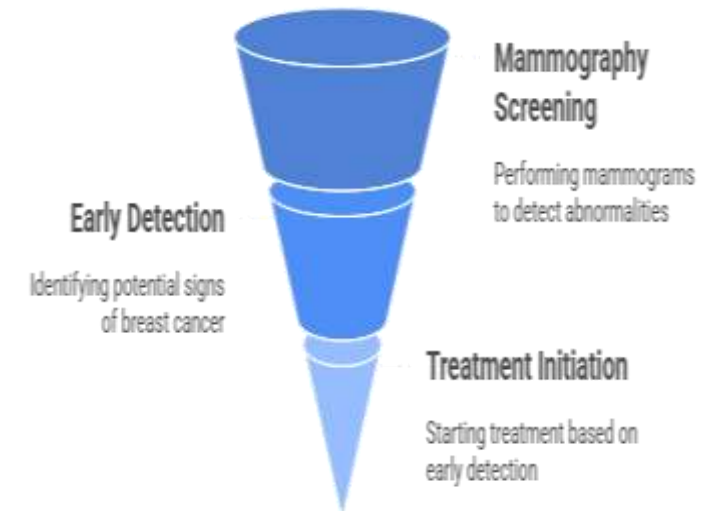 Mammography
Screening
Performing mammograms
to detect abnormalities
Early Detection
Identifying potential signs
of breast cancer
Treatment Initiation
Starting treatment based on
early detection